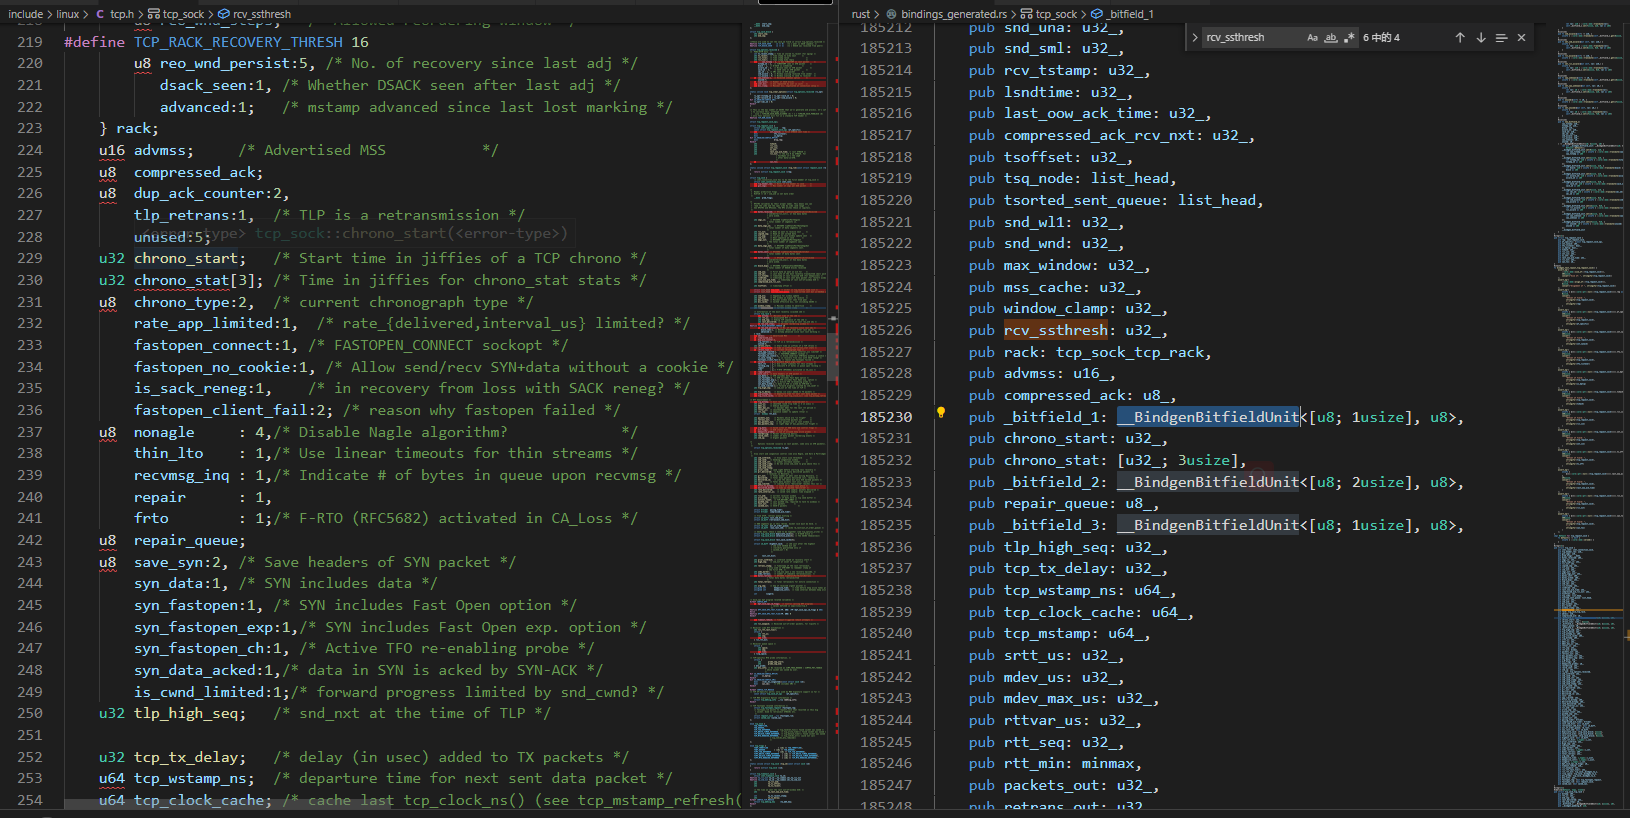 include > linux > C tcp.h > tcp_sock > rcv_ssthresh
219 #define TCP_RACK_RECOVERY_THRESH 16
220 u8 reo_wnd_persist:5, /* No. of recovery since last adj */
221 dsack_seen:1, /* Whether DSACK seen after last adj */
222 advanced:1; /* mstamp advanced since last lost marking */
223 } rack;
224 u16 advmss; /* Advertised MSS */
225 u8 compressed_ack;
226 u8 dup_ack_counter:2,
227 tlp_retrans:1, /* TLP is a retransmission */
<error-type> tcp_sock::chrono_start(<error-type>)
228 unused:5;
229 u32 chrono_start; /* Start time in jiffies of a TCP chrono */
230 u32 chrono_stat[3]; /* Time in jiffies for chrono_stat stats */
231 u8 chrono_type:2, /* current chronograph type */
232 rate_app_limited:1, /* rate_{delivered,interval_us} limited? */
233 fastopen_connect:1, /* FASTOPEN_CONNECT sockopt */
234 fastopen_no_cookie:1, /* Allow send/recv SYN+data without a cookie */
235 is_sack_reneg:1, /* in recovery from loss with SACK reneg? */
236 fastopen_client_fail:2; /* reason why fastopen failed */
237 u8 nonagle : 4,/* Disable Nagle algorithm? */
238 thin_lto : 1,/* Use linear timeouts for thin streams */
239 recvmsg_inq : 1,/* Indicate # of bytes in queue upon recvmsg */
240 repair : 1,
241 frto : 1;/* F-RTO (RFC5682) activated in CA_Loss */
242 u8 repair_queue;
243 u8 save_syn:2, /* Save headers of SYN packet */
244 syn_data:1, /* SYN includes data */
245 syn_fastopen:1, /* SYN includes Fast Open option */
246 syn_fastopen_exp:1,/* SYN includes Fast Open exp. option */
247 syn_fastopen_ch:1, /* Active TFO re-enabling probe */
248 syn_data_acked:1,/* data in SYN is acked by SYN-ACK */
249 is_cwnd_limited:1;/* forward progress limited by snd_cwnd? */
250 u32 tlp_high_seq; /* snd_nxt at the time of TLP */
251
252 u32 tcp_tx_delay; /* delay (in usec) added to TX packets */
253 u64 tcp_wstamp_ns; /* departure time for next sent data packet */
254 u64 tcp_clock_cache; /* cache last tcp_clock_ns() (see tcp_mstamp_refresh(
rust > bindings_generated.rs > tcp_sock > _bitfield_1
rcv_ssthresh Aa ab .* 6 中的 4
185212 pub snd_una: u32_,
185213 pub snd_sml: u32_,
185214 pub rcv_tstamp: u32_,
185215 pub lsndtime: u32_,
185216 pub last_oow_ack_time: u32_,
185217 pub compressed_ack_rcv_nxt: u32_,
185218 pub tsoffset: u32_,
185219 pub tsq_node: list_head,
185220 pub tsorted_sent_queue: list_head,
185221 pub snd_wl1: u32_,
185222 pub snd_wnd: u32_,
185223 pub max_window: u32_,
185224 pub mss_cache: u32_,
185225 pub window_clamp: u32_,
185226 pub rcv_ssthresh: u32_,
185227 pub rack: tcp_sock_tcp_rack,
185228 pub advmss: u16_,
185229 pub compressed_ack: u8_,
185230 pub _bitfield_1: __BindgenBitfieldUnit<[u8; 1usize], u8>,
185231 pub chrono_start: u32_,
185232 pub chrono_stat: [u32_; 3usize],
185233 pub _bitfield_2: __BindgenBitfieldUnit<[u8; 2usize], u8>,
185234 pub repair_queue: u8_,
185235 pub _bitfield_3: __BindgenBitfieldUnit<[u8; 1usize], u8>,
185236 pub tlp_high_seq: u32_,
185237 pub tcp_tx_delay: u32_,
185238 pub tcp_wstamp_ns: u64_,
185239 pub tcp_clock_cache: u64_,
185240 pub tcp_mstamp: u64_,
185241 pub srtt_us: u32_,
185242 pub mdev_us: u32_,
185243 pub mdev_max_us: u32_,
185244 pub rttvar_us: u32_,
185245 pub rtt_seq: u32_,
185246 pub rtt_min: minmax,
185247 pub packets_out: u32_,
185248 pub retrans_out: u32